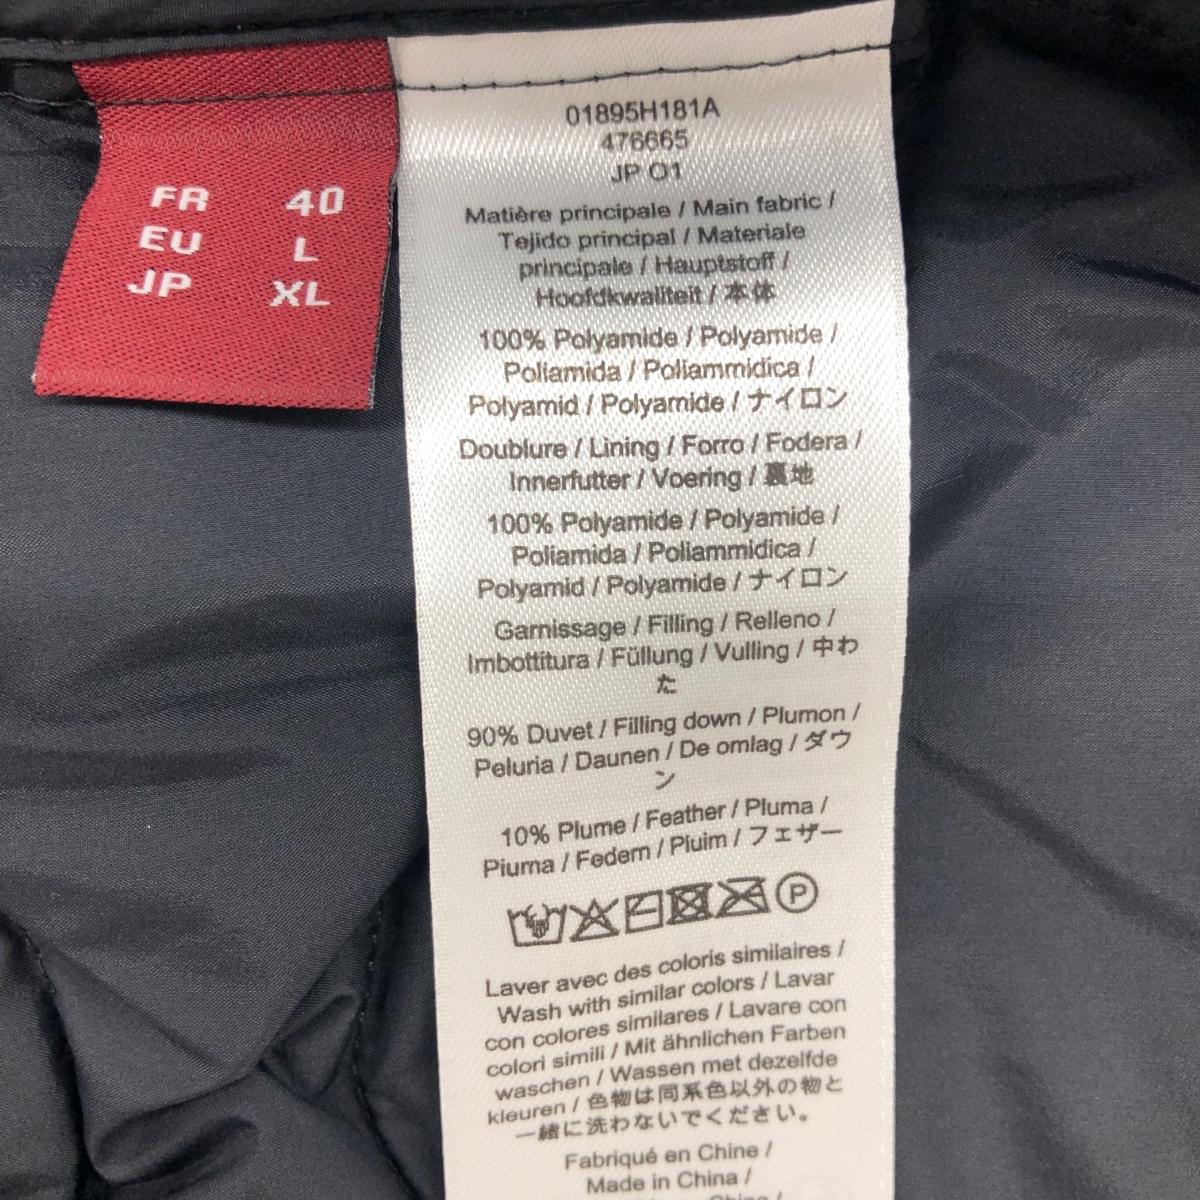 FR 40
EU L
JP XL
01895H181A
476665
JP 01
Matière principale / Main fabric /
Tejido principal / Materiale
principale / Hauptstoff /
Hoofdkwaliteit / 本体
100% Polyamide / Polyamide /
Poliamida / Poliammidica /
Polyamid / Polyamide / ナイロン
Doublure / Lining / Forro / Fodera /
Innerfutter / Voering / 裏地
100% Polyamide / Polyamide /
Poliamida / Poliammidica /
Polyamid / Polyamide / ナイロン
Garnissage / Filling / Relleno /
Imbottitura / Füllung / Vulling / 中わ
た
90% Duvet / Filling down / Plumon /
Peluria / Daunen / De omlag / ダウ
ン
10% Plume / Feather / Pluma /
Piuma / Federn / Pluim / フェザー
P
Laver avec des coloris similaires /
Wash with similar colors / Lavar
con colores similares / Lavare con
colori simili / Mit ähnlichen Farben
waschen / Wassen met dezelfde
kleuren / 色物は同系色以外の物と
一緒に洗わないでください。
Fabriqué en Chine /
Made in China /